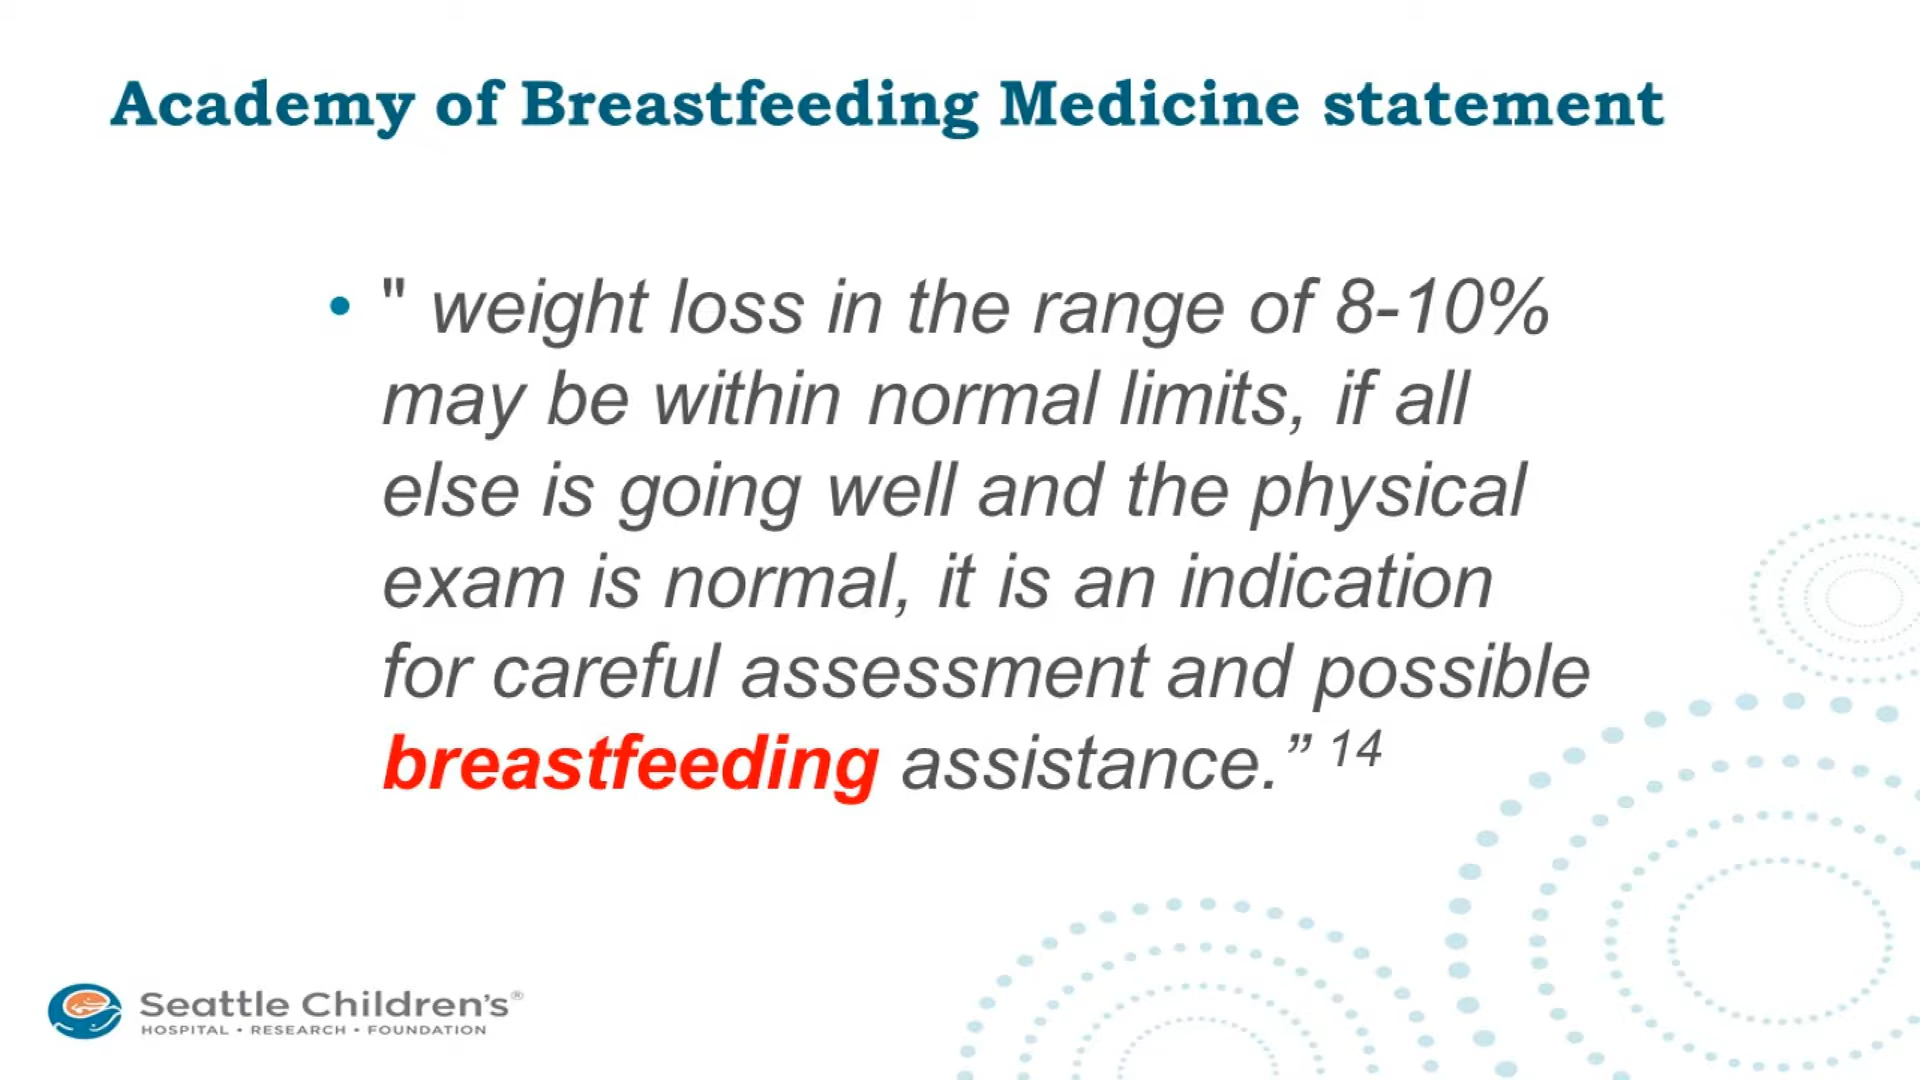 Academy of Breastfeeding Medicine statement
• " weight loss in the range of 8-10%
may be within normal limits, if all
else is going well and the physical
exam is normal, it is an indication
for careful assessment and possible
breastfeeding assistance.” 14
Seattle Children's®
HOSPITAL • RESEARCH • FOUNDATION